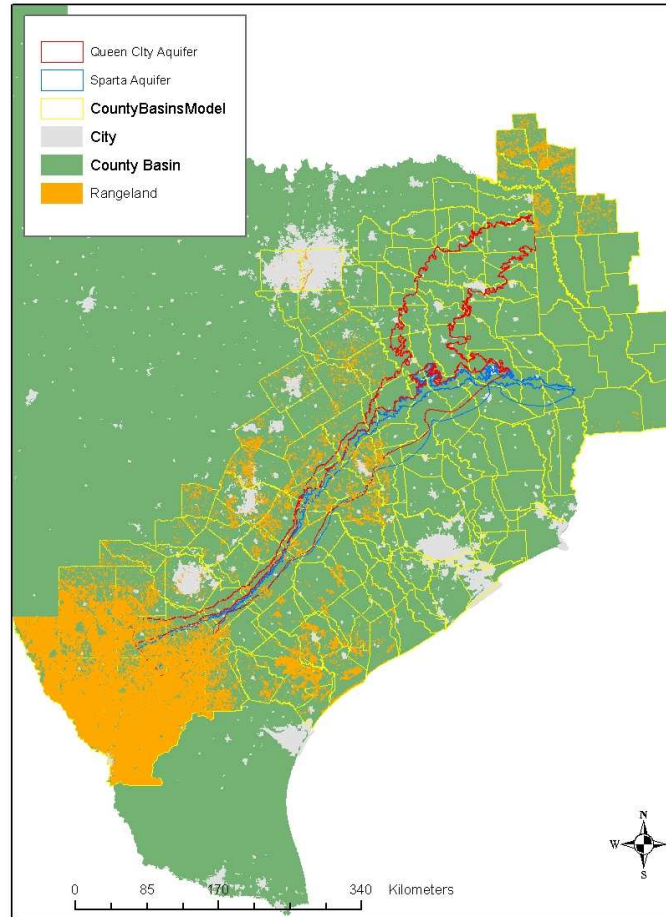 Queen CIty Aquifer
Sparta Aquifer
CountyBasinsModel
City
County Basin
Rangeland
N
W E
S
0 85 170 340 Kilometers